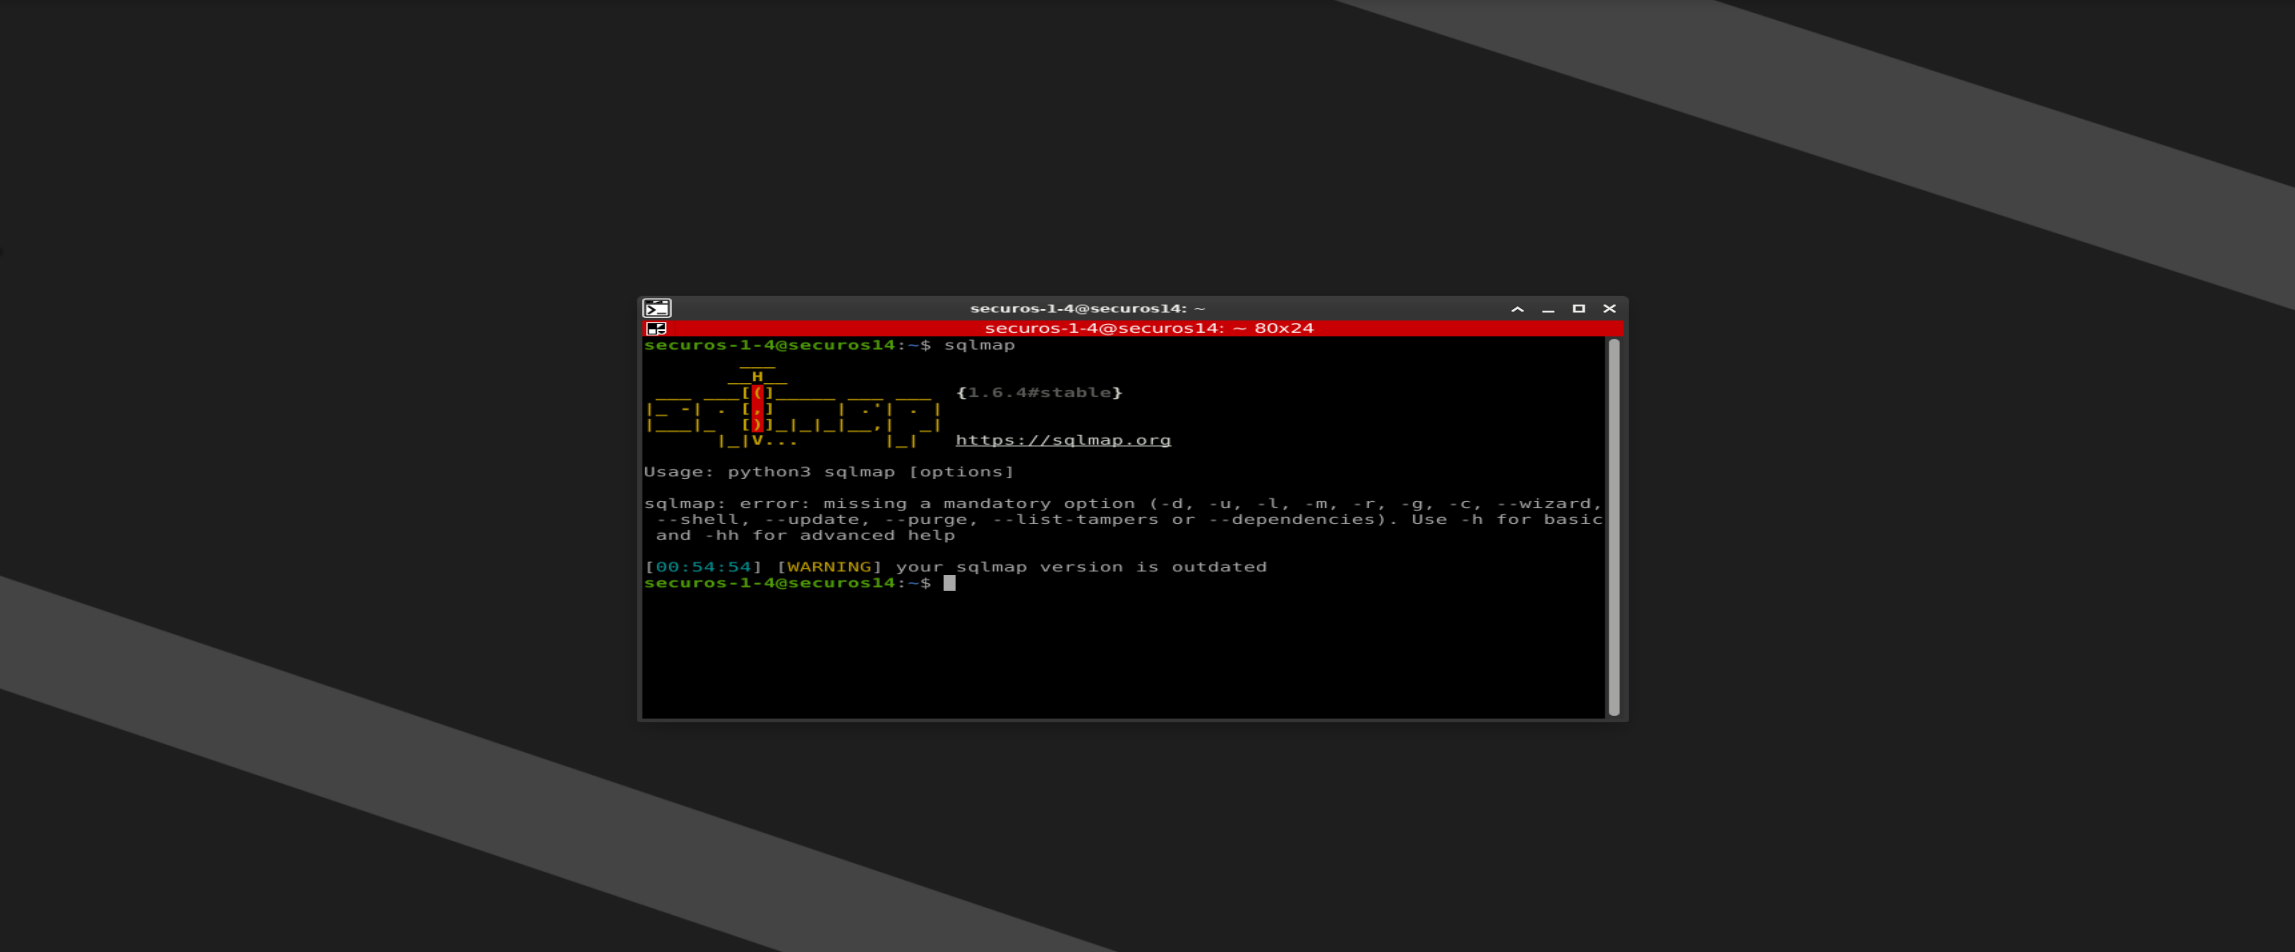 securos-1-4@securos14: ~
securos-1-4@securos14: ~ 80x24
securos-1-4@securos14:~$ sqlmap
        ___
       __H__
 ___ ___[(]_____ ___ ___  {1.6.4#stable}
|_ -| . [,]     | .'| . |
|___|_  [)]_|_|_|__,|  _|
      |_|V...       |_|   https://sqlmap.org
Usage: python3 sqlmap [options]
sqlmap: error: missing a mandatory option (-d, -u, -l, -m, -r, -g, -c, --wizard,
--shell, --update, --purge, --list-tampers or --dependencies). Use -h for basic
and -hh for advanced help
[00:54:54] [WARNING] your sqlmap version is outdated
securos-1-4@securos14:~$